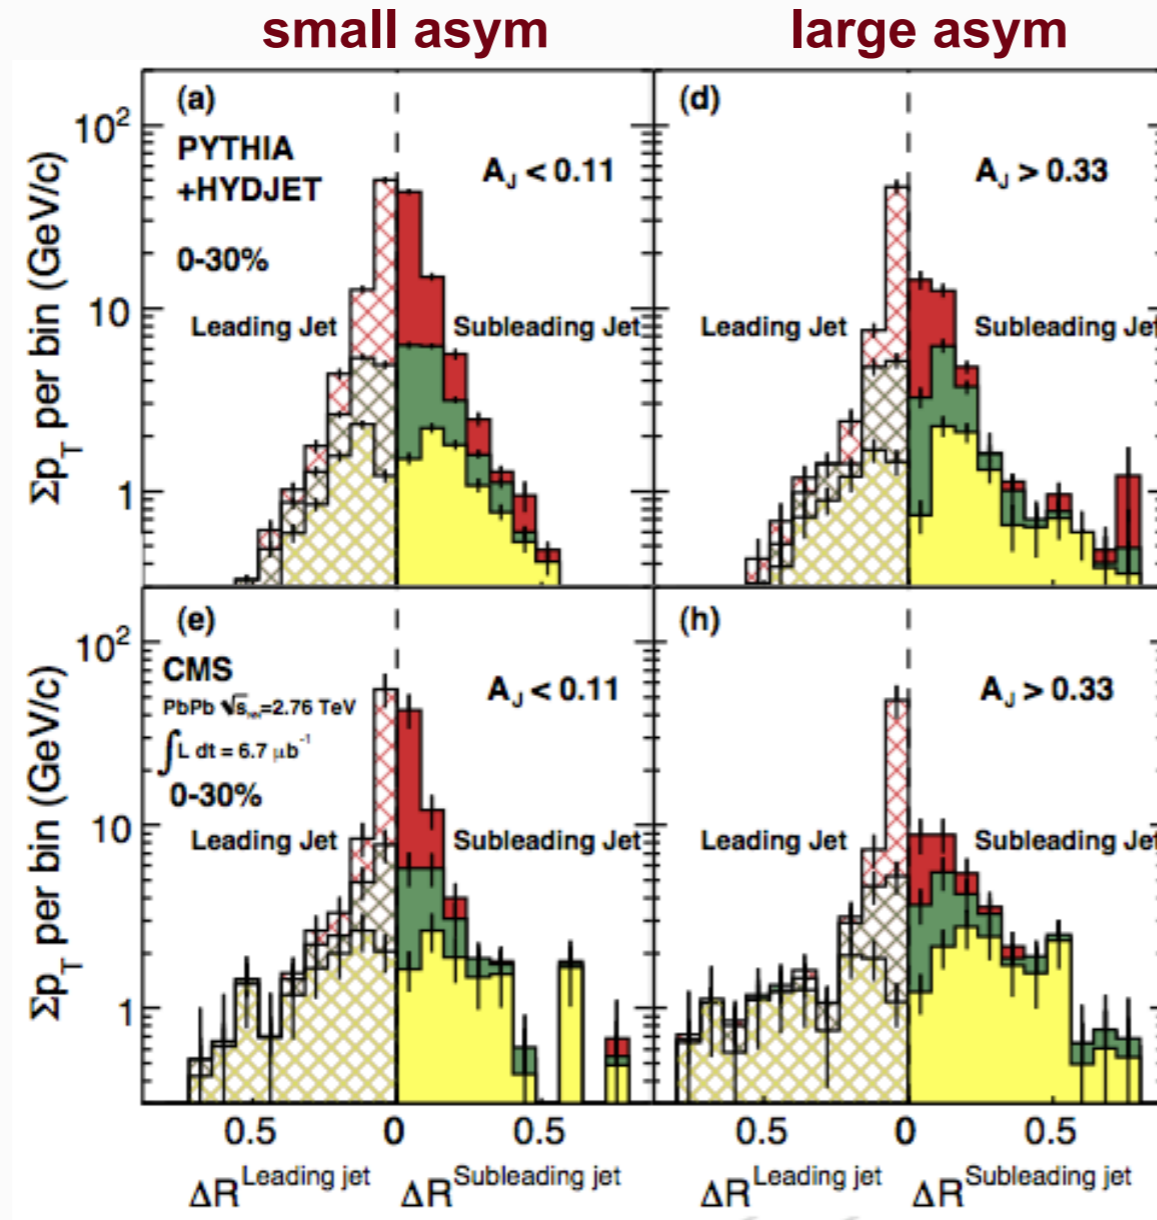 small asym
large asym
(a)
PYTHIA
+HYDJET
0-30%
A_J < 0.11
Leading Jet
Subleading Jet
(d)
A_J > 0.33
Leading Jet
Subleading Jet
Σp_T per bin (GeV/c)
10²
10
1
(e)
CMS
PbPb √s_NN=2.76 TeV
∫L dt = 6.7 μb⁻¹
0-30%
A_J < 0.11
Leading Jet
Subleading Jet
(h)
A_J > 0.33
Leading Jet
Subleading Jet
Σp_T per bin (GeV/c)
10²
10
1
0.5 0 0.5
0.5 0 0.5
ΔR^Leading jet ΔR^Subleading jet
ΔR^Leading jet ΔR^Subleading jet